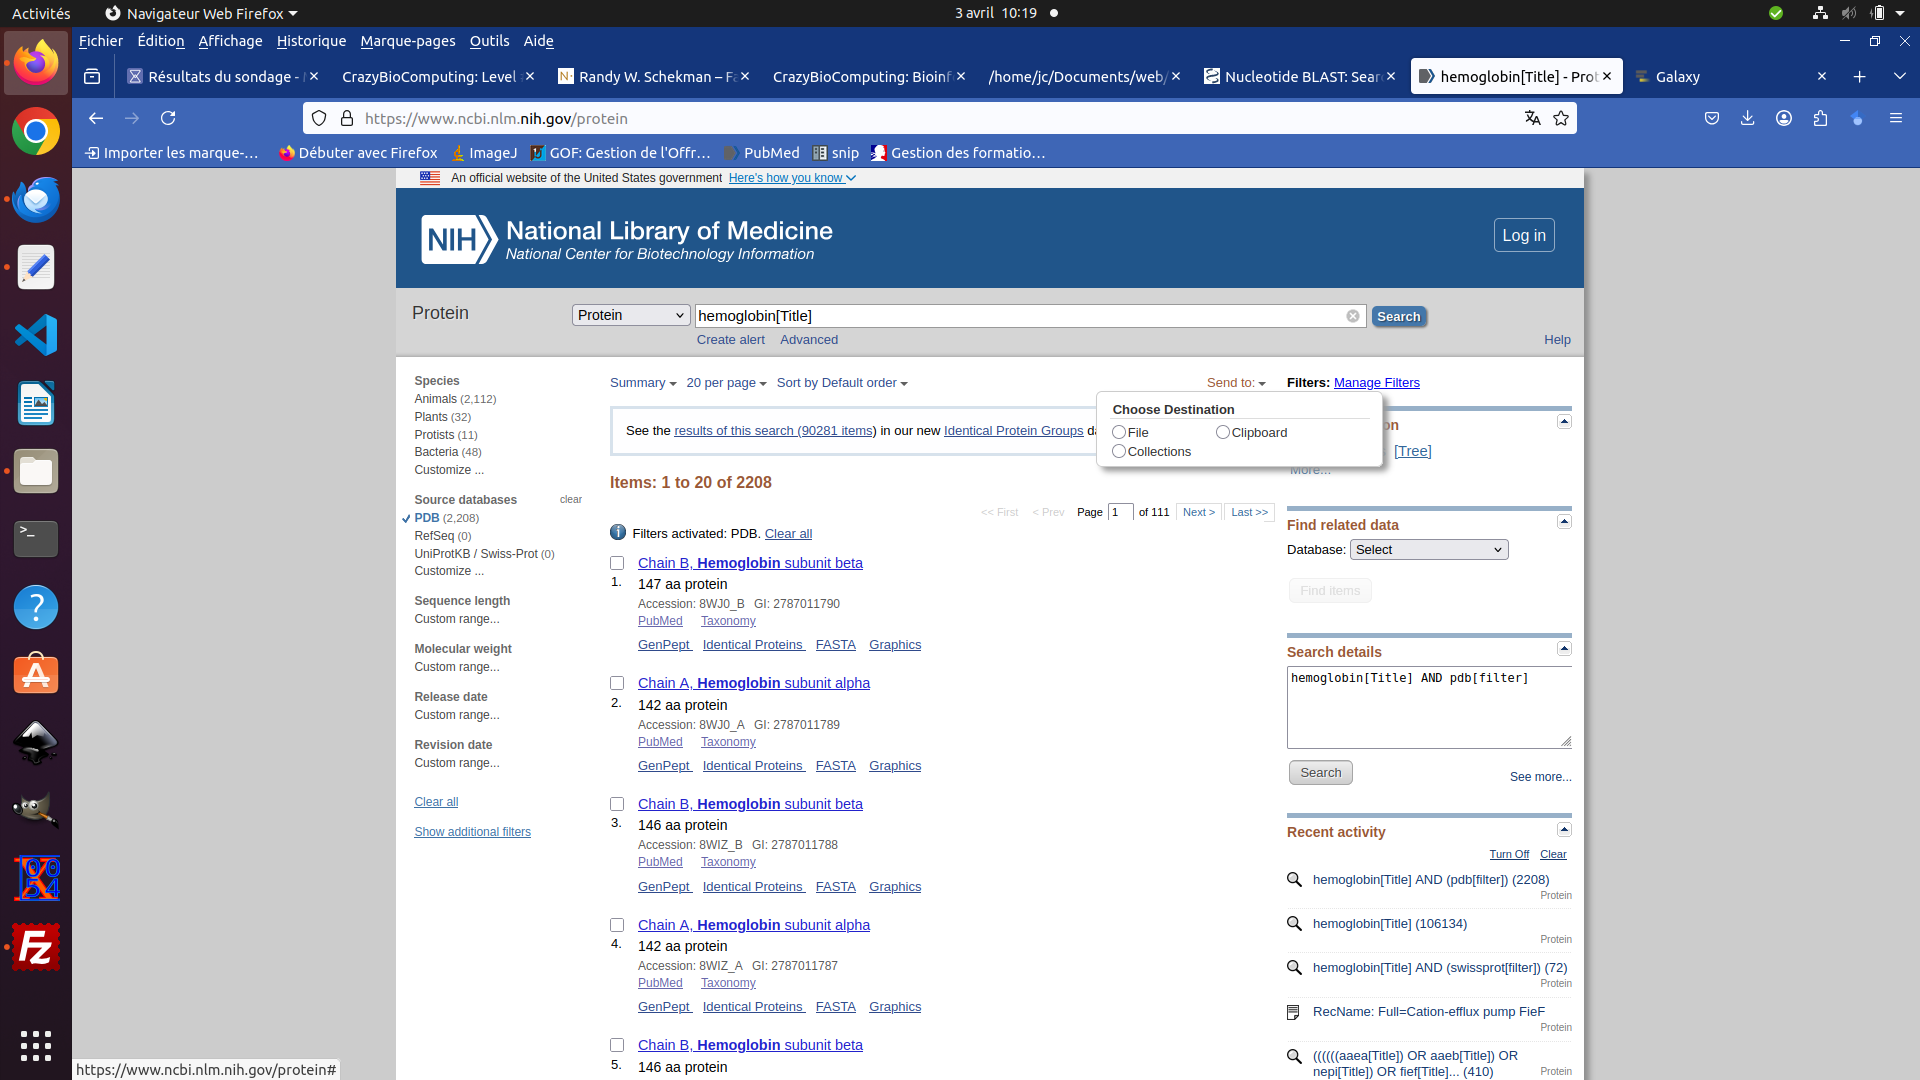 Activités
Navigateur Web Firefox
3 avril 10:19
Fichier Édition Affichage Historique Marque-pages Outils Aide
Résultats du sondage -
CrazyBioComputing: Level
Randy W. Schekman – Fa
CrazyBioComputing: Bioinf
/home/jc/Documents/web/
Nucleotide BLAST: Sear
hemoglobin[Title] - Prot
Galaxy
https://www.ncbi.nlm.nih.gov/protein
Importer les marque-…
Débuter avec Firefox
ImageJ
GOF: Gestion de l'Offr…
PubMed
snip
Gestion des formatio…
An official website of the United States government Here's how you know
NIH
National Library of Medicine
National Center for Biotechnology Information
Log in
Protein
Protein
hemoglobin[Title]
Search
Create alert Advanced
Help
Species
Animals (2,112)
Plants (32)
Protists (11)
Bacteria (48)
Customize ...
Source databases clear
PDB (2,208)
RefSeq (0)
UniProtKB / Swiss-Prot (0)
Customize ...
Sequence length
Custom range...
Molecular weight
Custom range...
Release date
Custom range...
Revision date
Custom range...
Clear all
Show additional filters
Summary 20 per page Sort by Default order
Send to:
Choose Destination
File Clipboard
Collections
See the results of this search (90281 items) in our new Identical Protein Groups
Items: 1 to 20 of 2208
<< First < Prev Page 1 of 111 Next > Last >>
Filters activated: PDB. Clear all
Chain B, Hemoglobin subunit beta
1. 147 aa protein
Accession: 8WJ0_B GI: 2787011790
PubMed Taxonomy
GenPept Identical Proteins FASTA Graphics
Chain A, Hemoglobin subunit alpha
2. 142 aa protein
Accession: 8WJ0_A GI: 2787011789
PubMed Taxonomy
GenPept Identical Proteins FASTA Graphics
Chain B, Hemoglobin subunit beta
3. 146 aa protein
Accession: 8WIZ_B GI: 2787011788
PubMed Taxonomy
GenPept Identical Proteins FASTA Graphics
Chain A, Hemoglobin subunit alpha
4. 142 aa protein
Accession: 8WIZ_A GI: 2787011787
PubMed Taxonomy
GenPept Identical Proteins FASTA Graphics
Chain B, Hemoglobin subunit beta
5. 146 aa protein
Filters: Manage Filters
on
[Tree]
More...
Find related data
Database: Select
Find items
Search details
hemoglobin[Title] AND pdb[filter]
Search
See more...
Recent activity
Turn Off Clear
hemoglobin[Title] AND (pdb[filter]) (2208)
Protein
hemoglobin[Title] (106134)
Protein
hemoglobin[Title] AND (swissprot[filter]) (72)
Protein
RecName: Full=Cation-efflux pump FieF
Protein
((((((aaea[Title]) OR aaeb[Title]) OR
nepi[Title]) OR fief[Title]... (410)
Protein
https://www.ncbi.nlm.nih.gov/protein#